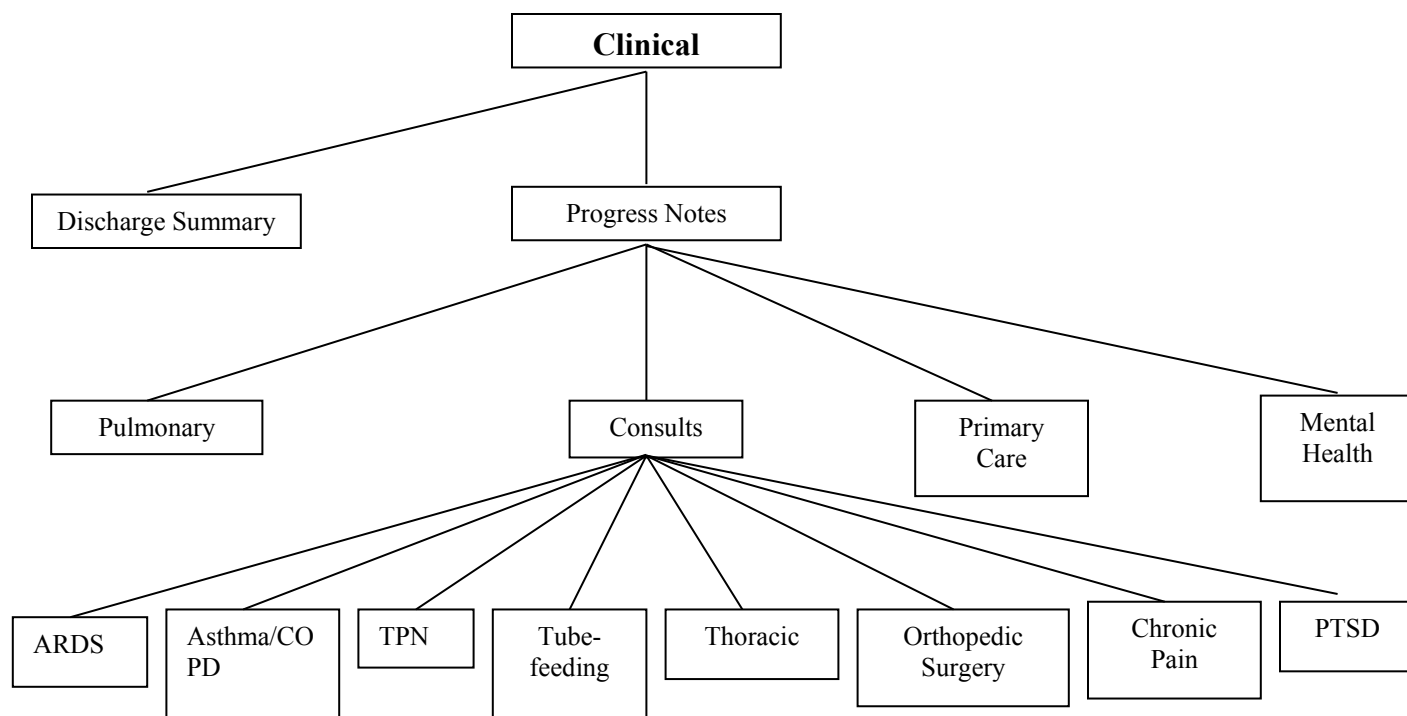 Clinical
Discharge Summary
Progress Notes
Pulmonary
Consults
Primary
Care
Mental
Health
ARDS
Asthma/CO
PD
TPN
Tube-
feeding
Thoracic
Orthopedic
Surgery
Chronic
Pain
PTSD